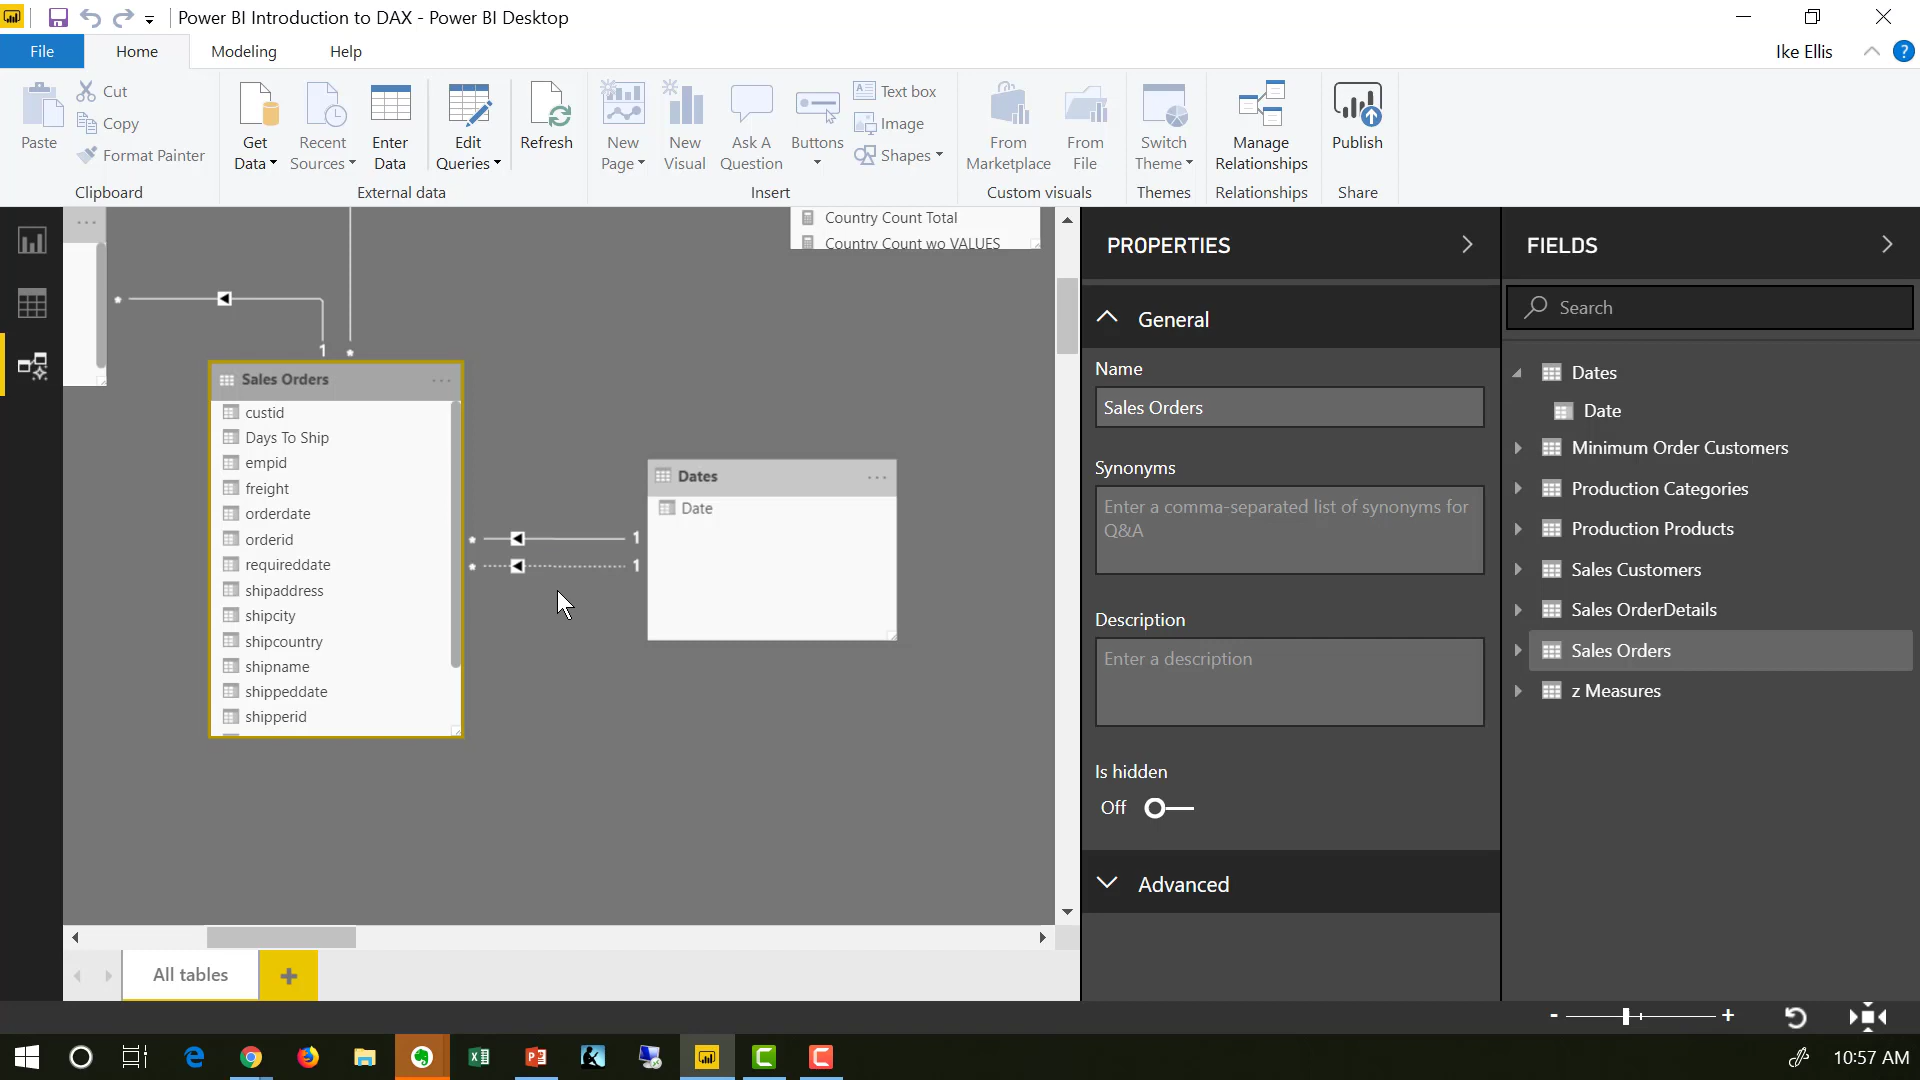 Power BI Introduction to DAX - Power BI Desktop
File Home Modeling Help Ike Ellis ?
Paste
Cut
Copy
Format Painter
Clipboard
Get Data
Recent Sources
Enter Data
Edit Queries
Refresh
External data
New Page
New Visual
Ask A Question
Buttons
Text box
Image
Shapes
Insert
From Marketplace
From File
Custom visuals
Switch Theme
Themes
Manage Relationships
Relationships
Publish
Share
Country Count Total
Country Count wo VALUES
1 *
*
Sales Orders
custid
Days To Ship
empid
freight
orderdate
orderid
requireddate
shipaddress
shipcity
shipcountry
shipname
shippeddate
shipperid
* 1
* 1
Dates
Date
All tables
PROPERTIES
General
Name
Sales Orders
Synonyms
Enter a comma-separated list of synonyms for
Q&A
Description
Enter a description
Is hidden
Off
Advanced
FIELDS
Search
Dates
Date
Minimum Order Customers
Production Categories
Production Products
Sales Customers
Sales OrderDetails
Sales Orders
z Measures
- +
10:57 AM